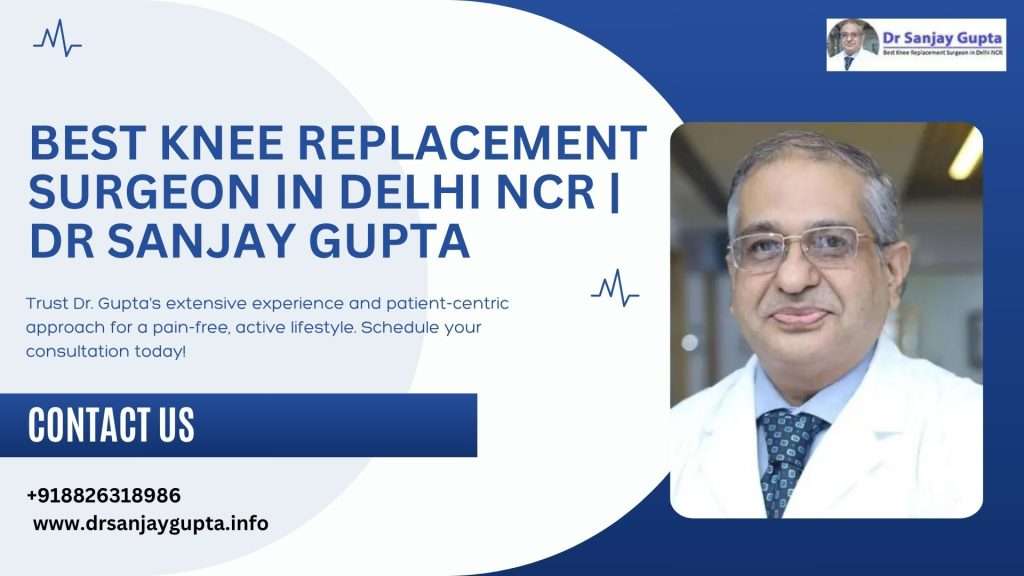 Dr Sanjay Gupta
Best Knee Replacement Surgeon in Delhi NCR
BEST KNEE REPLACEMENT
SURGEON IN DELHI NCR |
DR SANJAY GUPTA
Trust Dr. Gupta's extensive experience and patient-centric
approach for a pain-free, active lifestyle. Schedule your
consultation today!
CONTACT US
+918826318986
www.drsanjaygupta.info